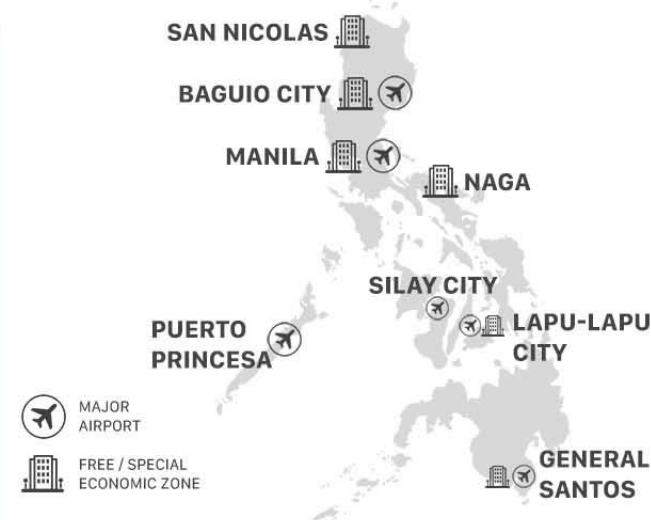 SAN NICOLAS
BAGUIO CITY
MANILA
NAGA
SILAY CITY
LAPU-LAPU
CITY
PUERTO
PRINCESA
MAJOR
AIRPORT
FREE / SPECIAL
ECONOMIC ZONE
GENERAL
SANTOS